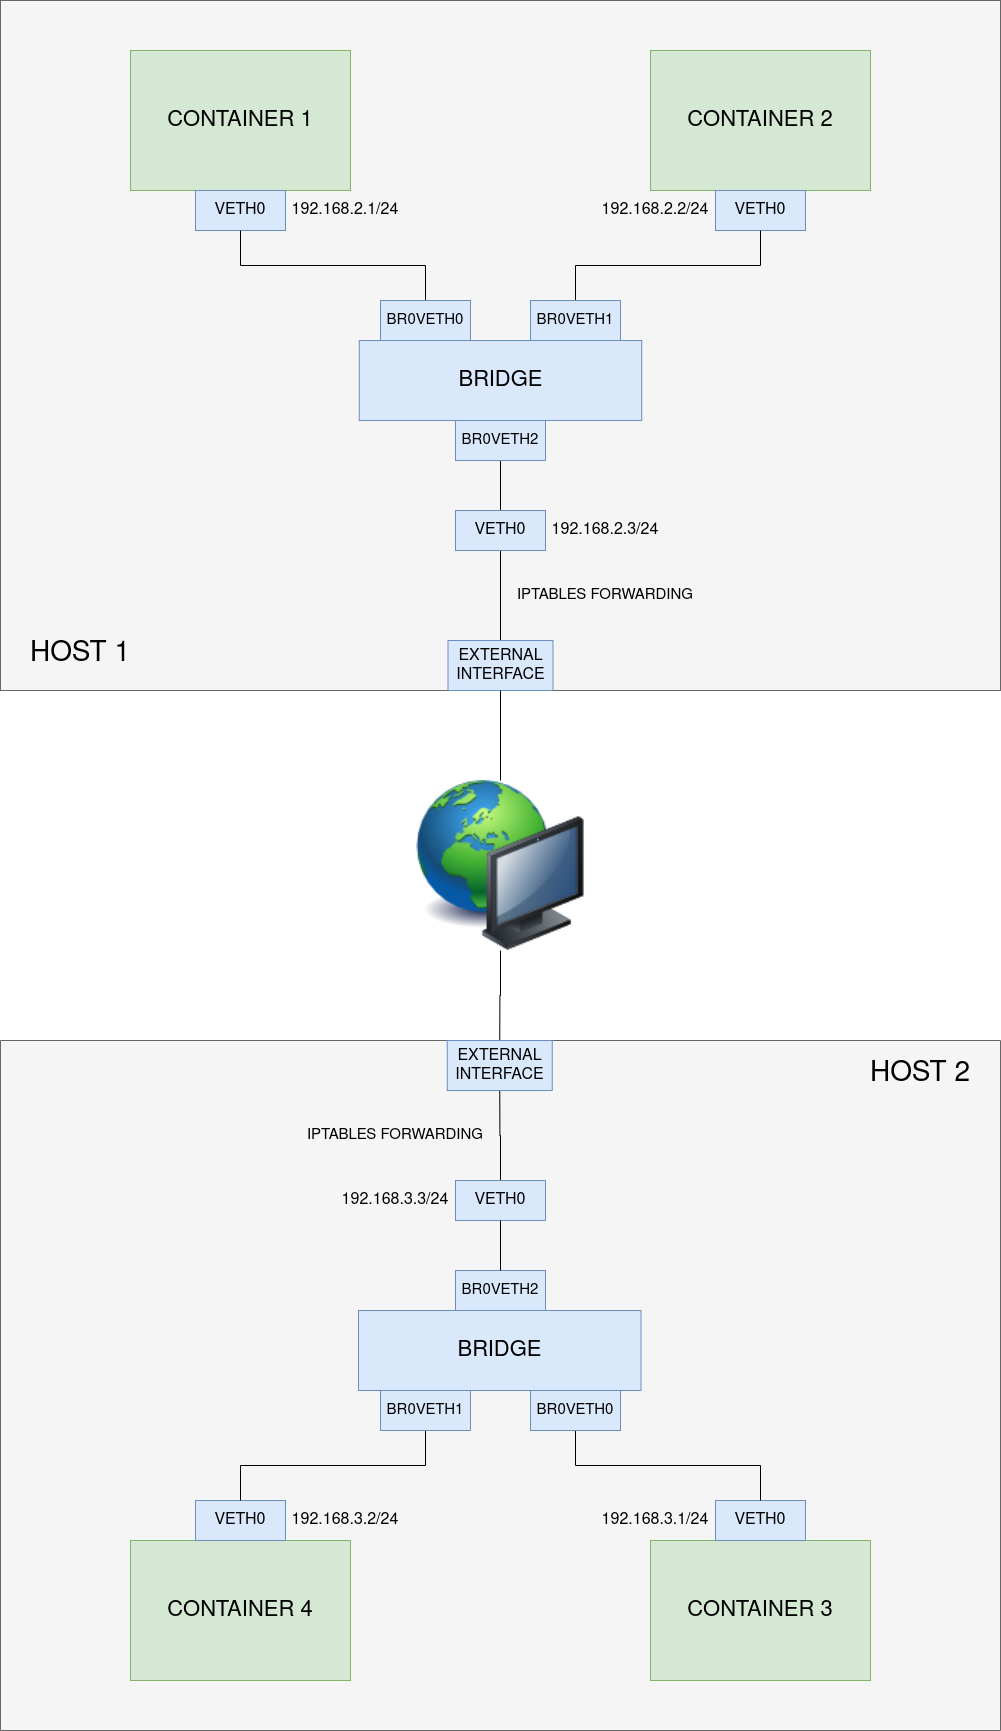 CONTAINER 1
CONTAINER 2
VETH0
192.168.2.1/24
192.168.2.2/24
VETH0
BR0VETH0
BR0VETH1
BRIDGE
BR0VETH2
VETH0
192.168.2.3/24
IPTABLES FORWARDING
HOST 1
EXTERNAL
INTERFACE
EXTERNAL
INTERFACE
HOST 2
IPTABLES FORWARDING
192.168.3.3/24
VETH0
BR0VETH2
BRIDGE
BR0VETH1
BR0VETH0
VETH0
192.168.3.2/24
192.168.3.1/24
VETH0
CONTAINER 4
CONTAINER 3